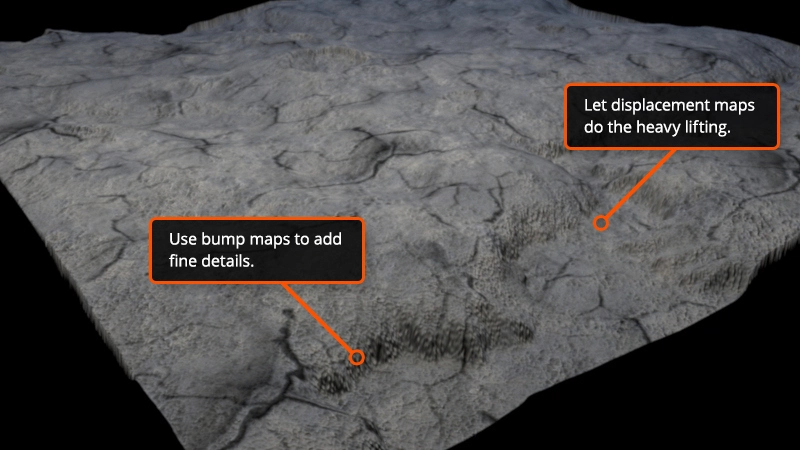 Let displacement maps
do the heavy lifting.
Use bump maps to add
fine details.